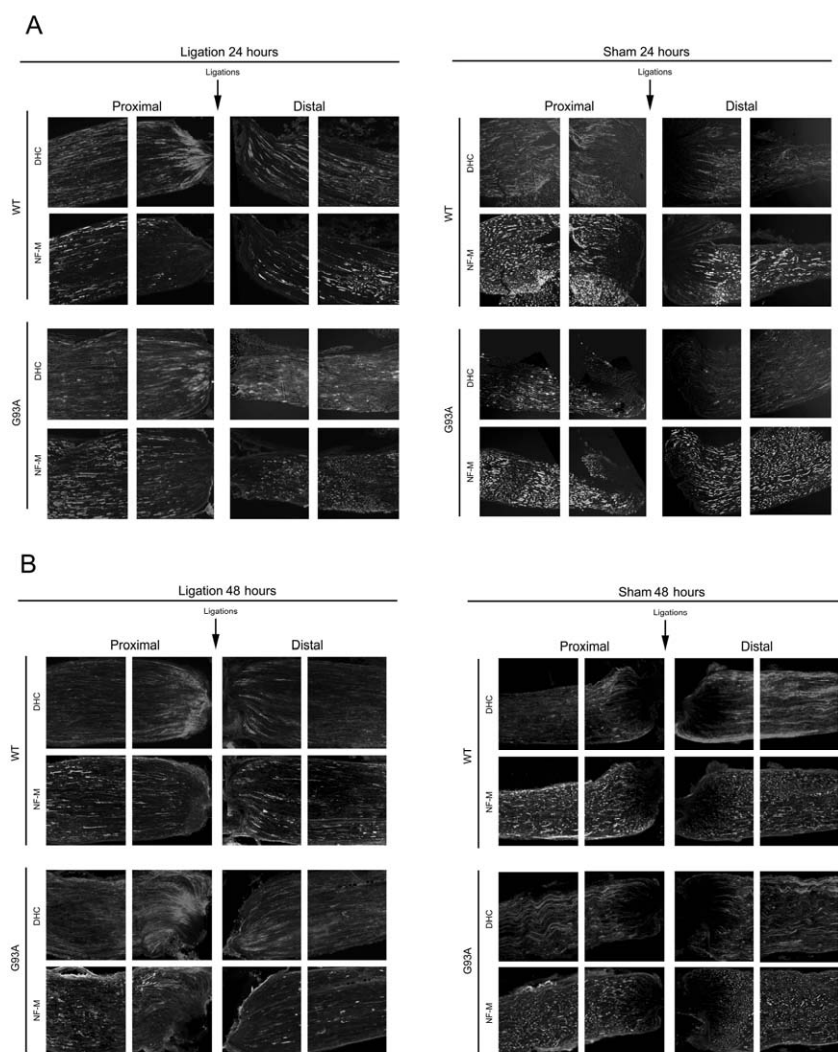 A
Ligation 24 hours
Ligations
Proximal
Distal
WT
DHC
NF-M
G93A
DHC
NF-M
Sham 24 hours
Ligations
Proximal
Distal
WT
DHC
NF-M
G93A
DHC
NF-M
B
Ligation 48 hours
Ligations
Proximal
Distal
WT
DHC
NF-M
G93A
DHC
NF-M
Sham 48 hours
Ligations
Proximal
Distal
WT
DHC
NF-M
G93A
DHC
NF-M